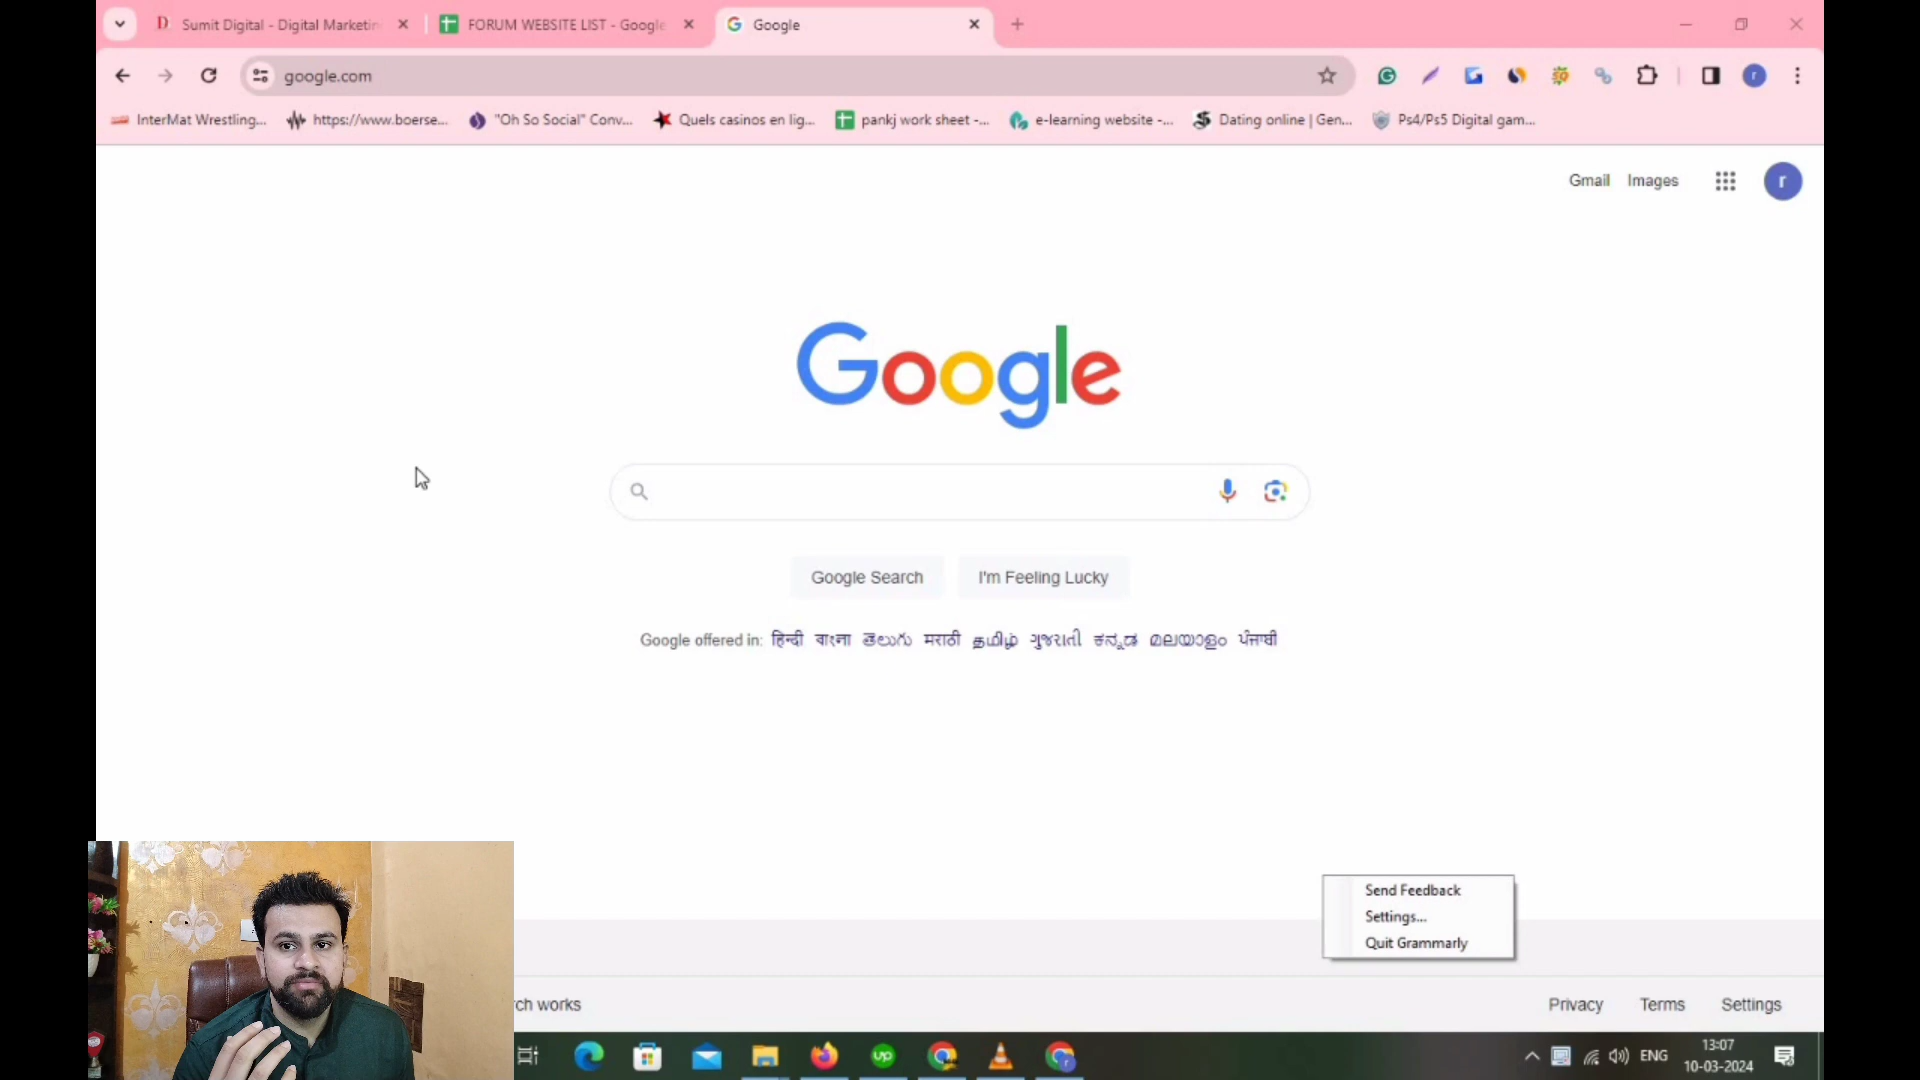 Sumit Digital - Digital Marketin
FORUM WEBSITE LIST - Google
Google
google.com
InterMat Wrestling...
https://www.boerse...
"Oh So Social" Conv...
Quels casinos en lig...
pankj work sheet -...
e-learning website -...
Dating online | Gen...
Ps4/Ps5 Digital gam...
Gmail
Images
r
Google
Google Search
I'm Feeling Lucky
Google offered in: हिन्दी বাংলা తెలుగు मराठी தமிழ் ગુજરાતી ಕನ್ನಡ മലയാളം ਪੰਜਾਬੀ
Send Feedback
Settings...
Quit Grammarly
ch works
Privacy
Terms
Settings
up
ENG
13:07
10-03-2024